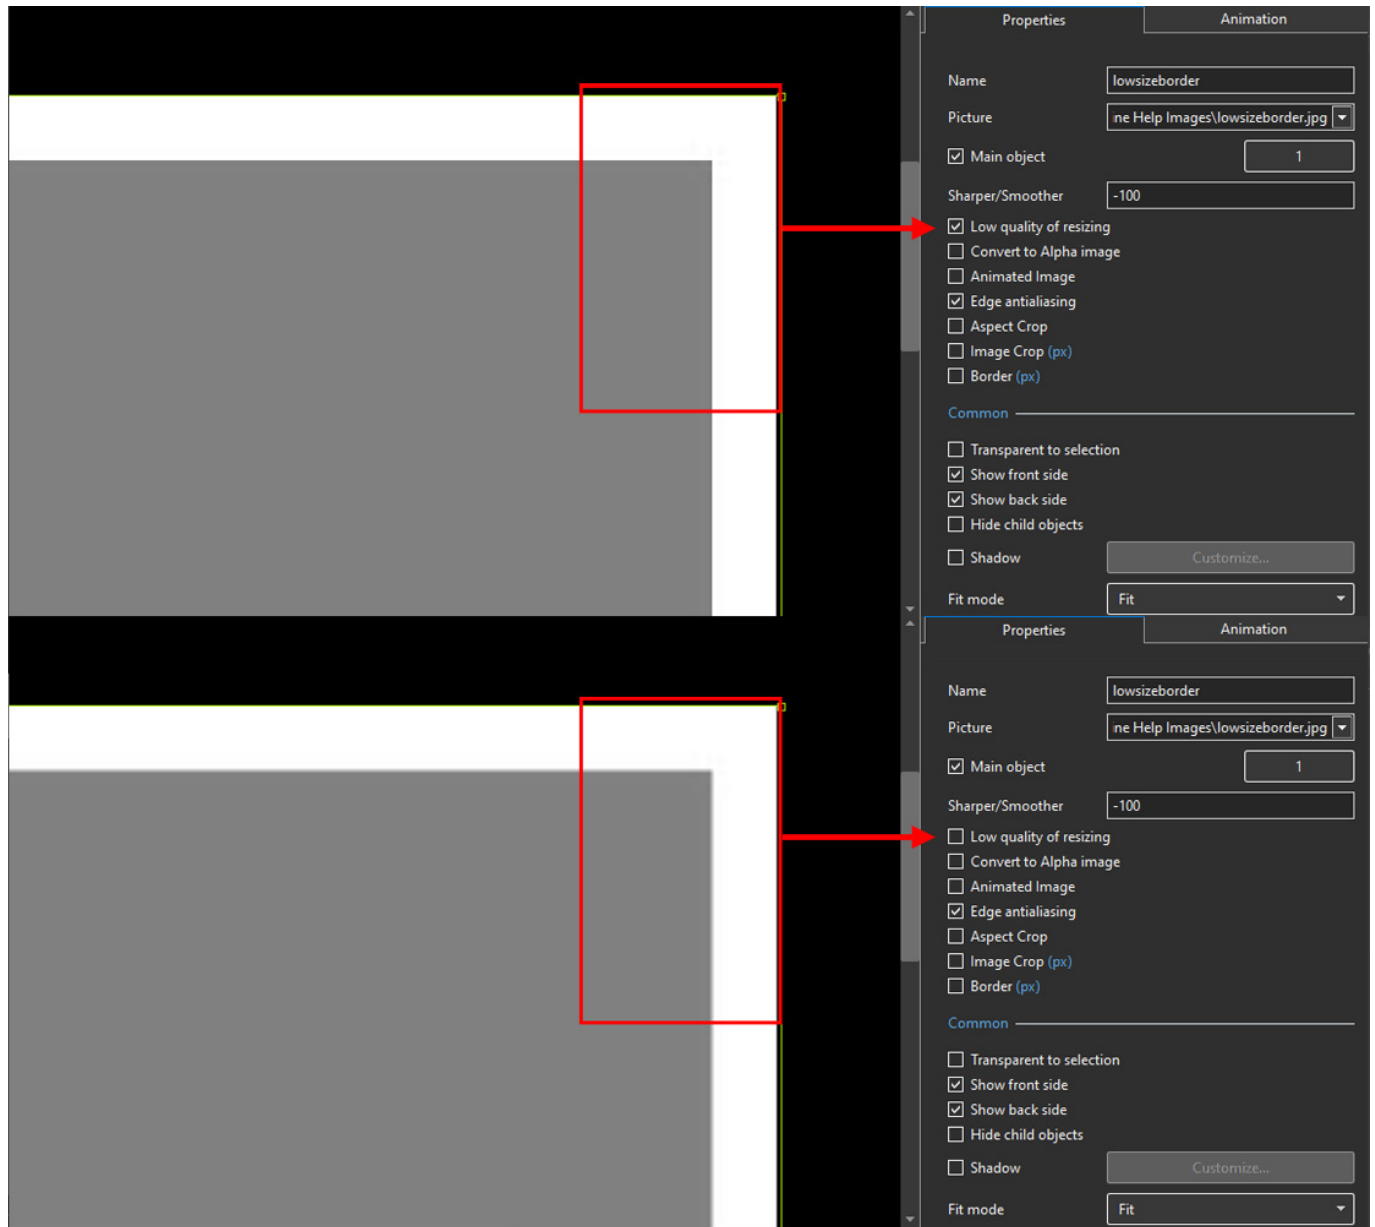 Properties Animation
Name lowsizeborder
Picture ne Help Images\lowsizeborder.jpg
Main object 1
Sharper/Smoother -100
Low quality of resizing
Convert to Alpha image
Animated Image
Edge antialiasing
Aspect Crop
Image Crop (px)
Border (px)
Common
Transparent to selection
Show front side
Show back side
Hide child objects
Shadow Customize...
Fit mode Fit
Properties Animation
Name lowsizeborder
Picture ne Help Images\lowsizeborder.jpg
Main object 1
Sharper/Smoother -100
Low quality of resizing
Convert to Alpha image
Animated Image
Edge antialiasing
Aspect Crop
Image Crop (px)
Border (px)
Common
Transparent to selection
Show front side
Show back side
Hide child objects
Shadow Customize...
Fit mode Fit